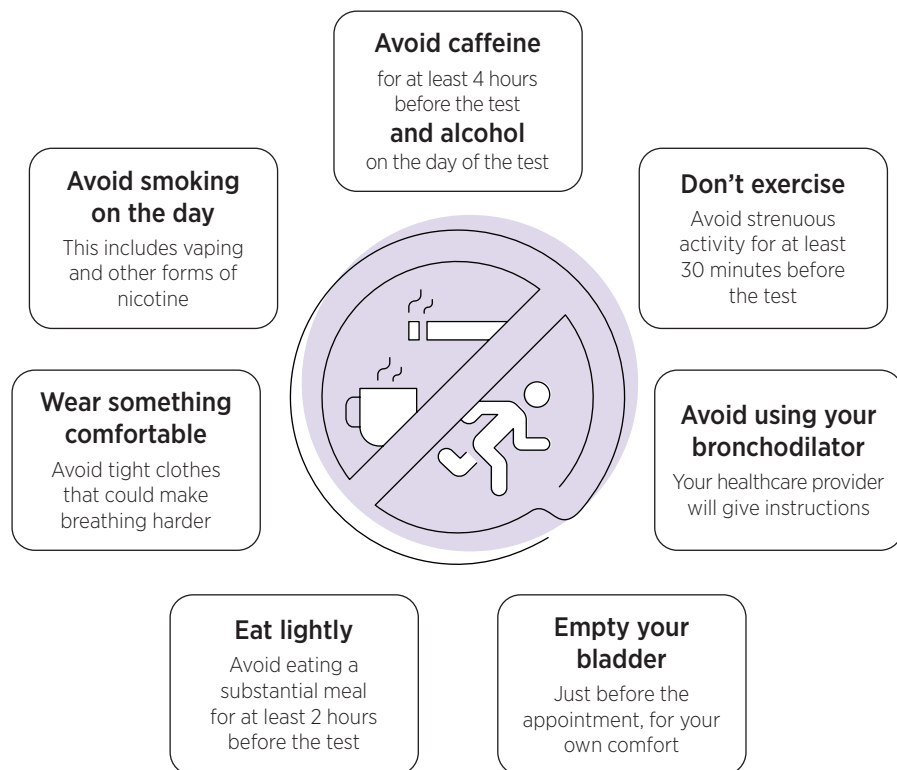 Avoid caffeine
for at least 4 hours
before the test
and alcohol
on the day of the test
Avoid smoking
on the day
This includes vaping
and other forms of
nicotine
Don’t exercise
Avoid strenuous
activity for at least
30 minutes before
the test
Wear something
comfortable
Avoid tight clothes
that could make
breathing harder
Avoid using your
bronchodilator
Your healthcare provider
will give instructions
Eat lightly
Avoid eating a
substantial meal
for at least 2 hours
before the test
Empty your
bladder
Just before the
appointment, for your
own comfort